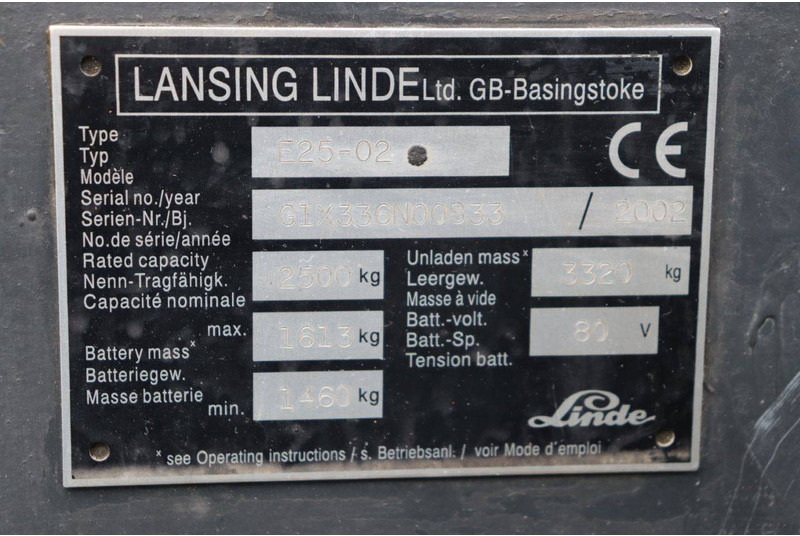 LANSING LINDE Ltd. GB-Basingstoke
Type
Typ
Modèle
E25-02
CE
Serial no./year
Serien-Nr./Bj.
No.de série/année
/ 2002
Rated capacity
Nenn-Tragfähigk.
Capacité nominale
2500 kg
Unladen mass x
Leergew.
Masse à vide
3320 kg
Battery mass x
Batteriegew.
Masse batterie
max.
1613 kg
min.
1460 kg
Batt.-volt.
Batt.-Sp.
Tension batt.
80 V
Linde
x see Operating instructions / s. Betriebsanl. / voir Mode d'emploi